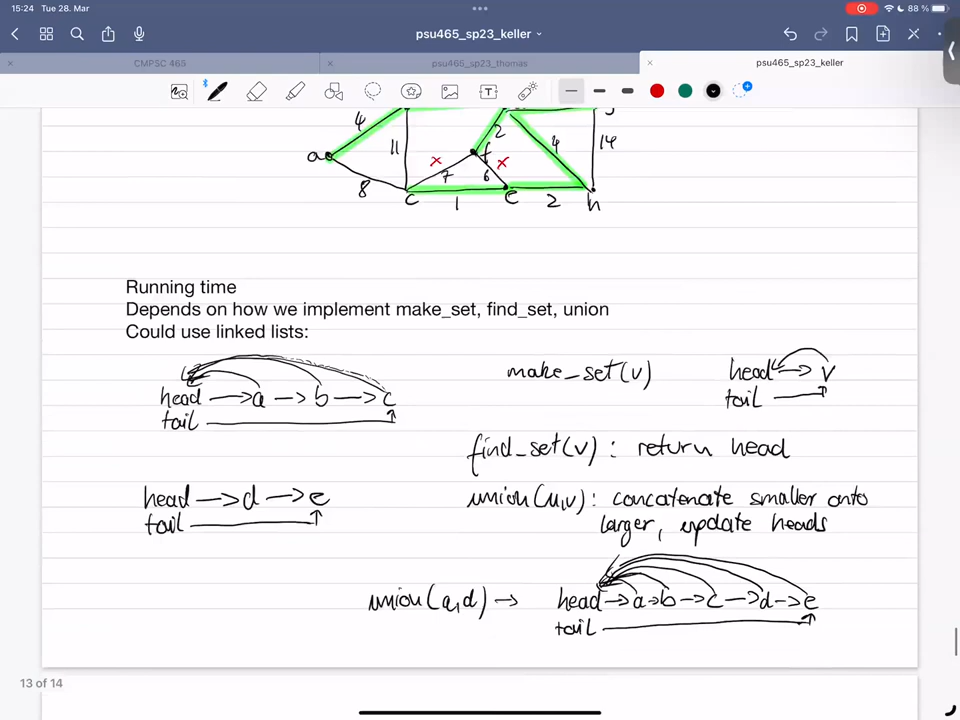 15:24 Tue 28. Mar
88 %
psu465_sp23_keller
CMPSC 465
psu465_sp23_thomas
psu465_sp23_keller
4
a
8
11
7
f
2
6
4
14
c
1
e
2
h
Running time
Depends on how we implement make_set, find_set, union
Could use linked lists:
head → a → b → c
tail
make_set(v)
head → v
tail
find_set(v) : return head
head → d → e
tail
union(u,v) : concatenate smaller onto
larger, update heads
union(a,d) →
head → a → b → c → d → e
tail
13 of 14